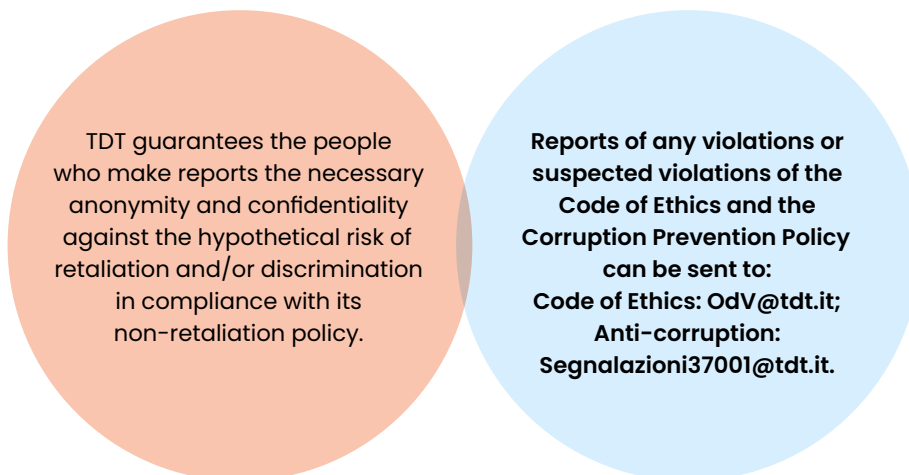 TDT guarantees the people
who make reports the necessary
anonymity and confidentiality
against the hypothetical risk of
retaliation and/or discrimination
in compliance with its
non-retaliation policy.
Reports of any violations or
suspected violations of the
Code of Ethics and the
Corruption Prevention Policy
can be sent to:
Code of Ethics: OdV@tdt.it;
Anti-corruption:
Segnalazioni37001@tdt.it.